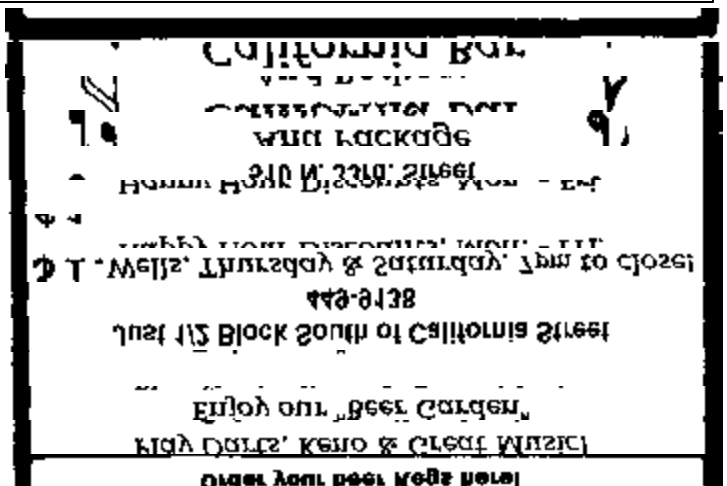 California Bar
And Package
510 N. 33rd. Street
Happy Hour Discounts, Mon. - Fri.
$1. Wells, Thursday & Saturday, 7pm to close!
449-9138
Just 1/2 Block South of California Street
Enjoy our "Beer Garden"
Play Darts, Keno & Great Music!
Order your beer Kegs here!